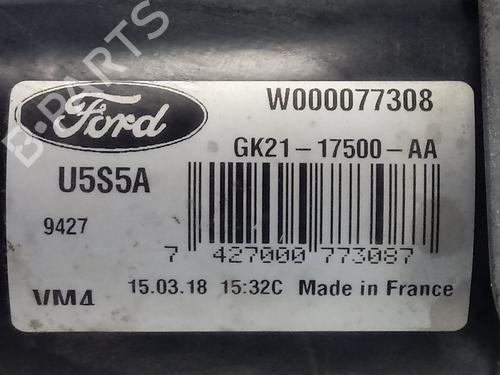 B-PARTS
Ford
W000077308
GK21-17500-AA
U5S5A
9427
7 427000 773087
VM4
15.03.18 15:32C Made in France